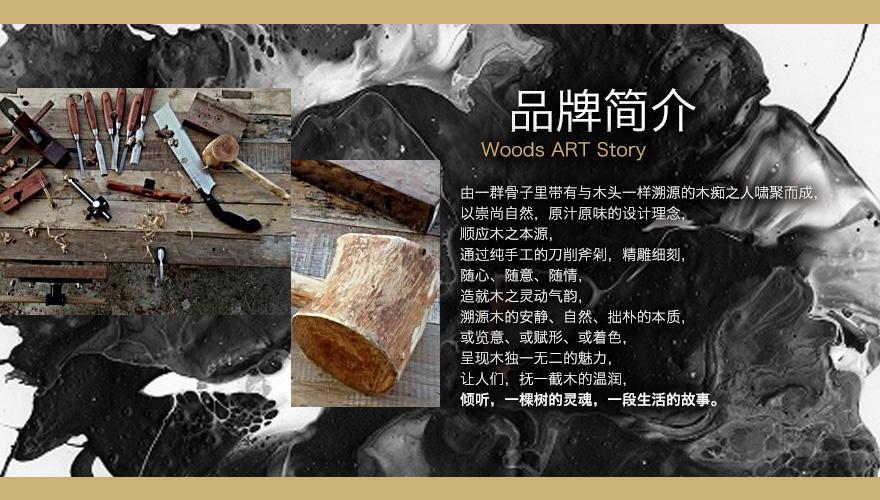 品牌简介
Woods ART Story
由一群骨子里带有与木头一样溯源的木痴之人啸聚而成，
以崇尚自然，原汁原味的设计理念，
顺应木之本源，
通过纯手工的刀削斧剁，精雕细刻，
随心、随意、随情，
造就木之灵动气韵，
溯源木的安静、自然、拙朴的本质，
或览意、或赋形、或着色，
呈现木独一无二的魅力，
让人们，抚一截木的温润，
倾听，一棵树的灵魂，一段生活的故事。